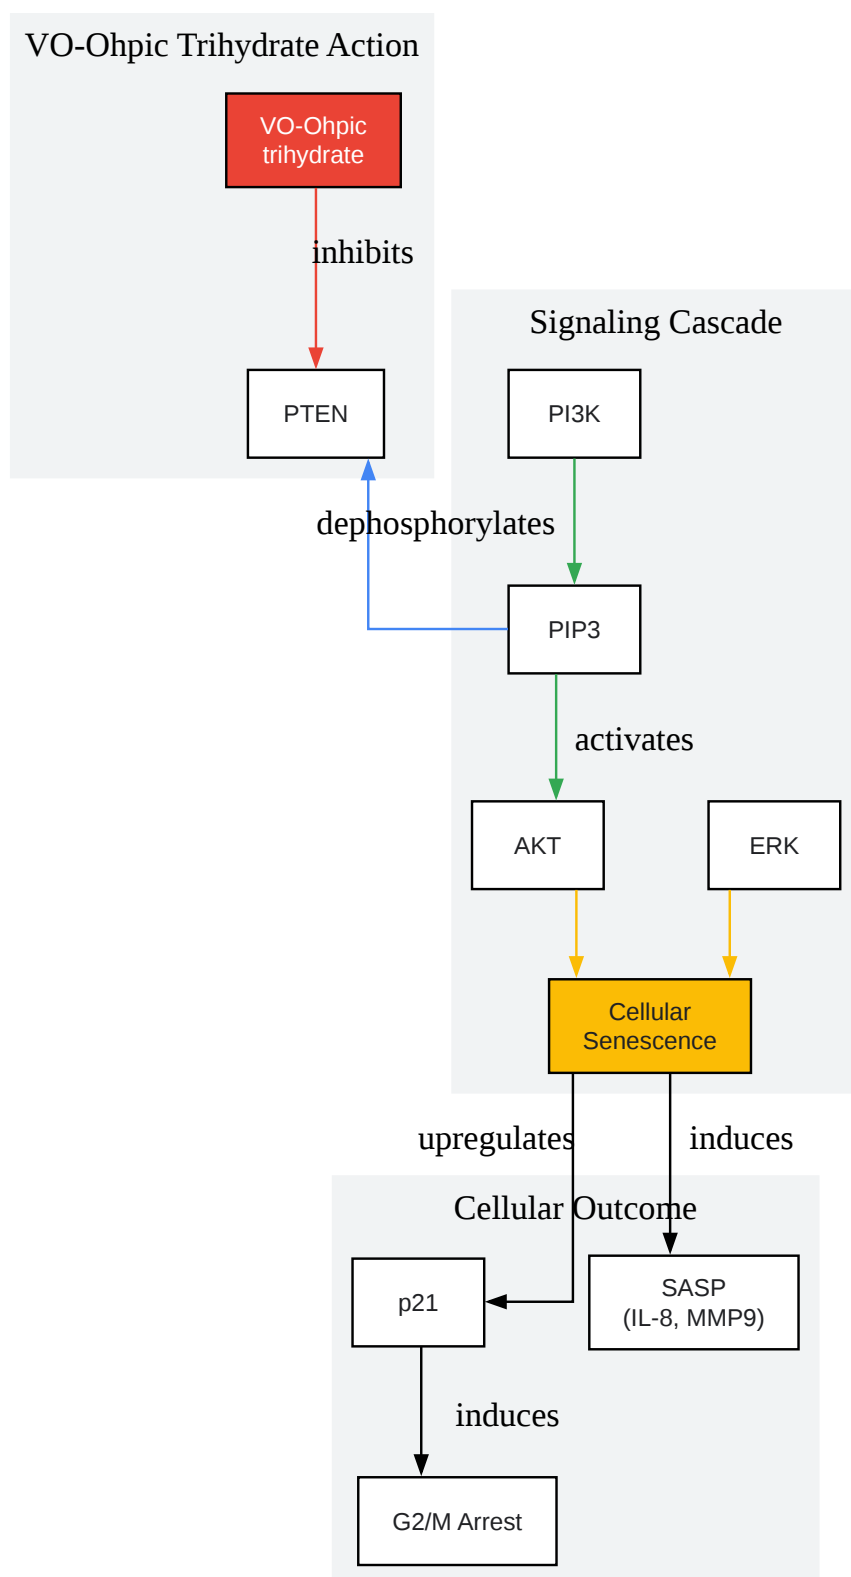 VO-Ohpic Trihydrate Action
VO-Ohpic
trihydrate
inhibits
Signaling Cascade
PTEN
PI3K
dephosphorylates
PIP3
activates
AKT
ERK
Cellular
Senescence
upregulates
induces
Cellular Outcome
p21
SASP
(IL-8, MMP9)
induces
G2/M Arrest